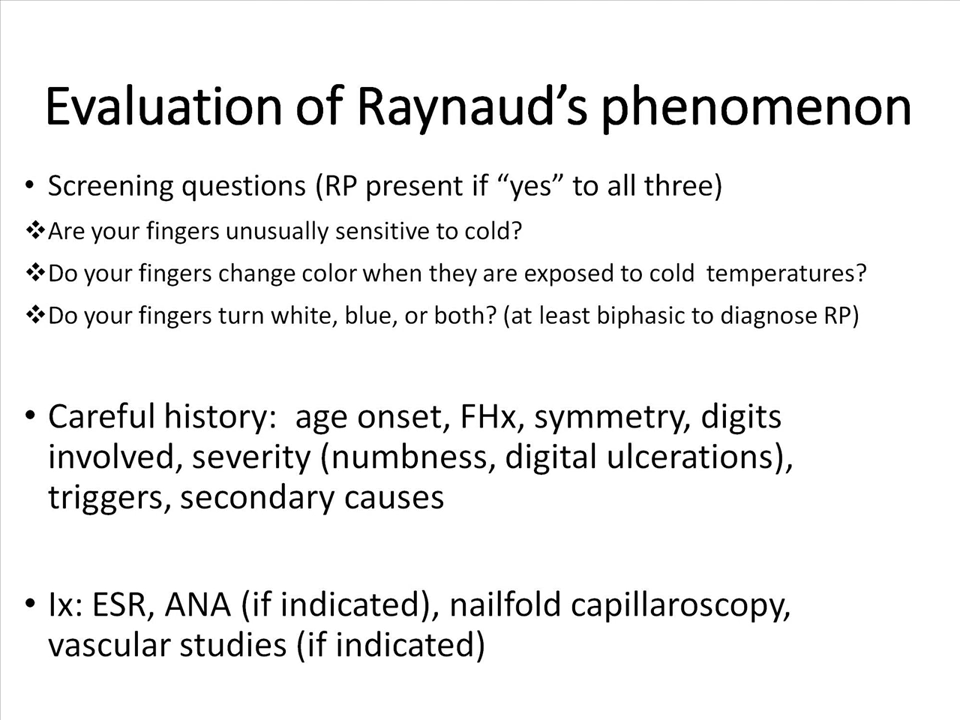 Evaluation of Raynaud’s phenomenon
• Screening questions (RP present if “yes” to all three)
❖Are your fingers unusually sensitive to cold?
❖Do your fingers change color when they are exposed to cold  temperatures?
❖Do your fingers turn white, blue, or both? (at least biphasic to diagnose RP)
• Careful history:  age onset, FHx, symmetry, digits
involved, severity (numbness, digital ulcerations),
triggers, secondary causes
• Ix: ESR, ANA (if indicated), nailfold capillaroscopy,
vascular studies (if indicated)